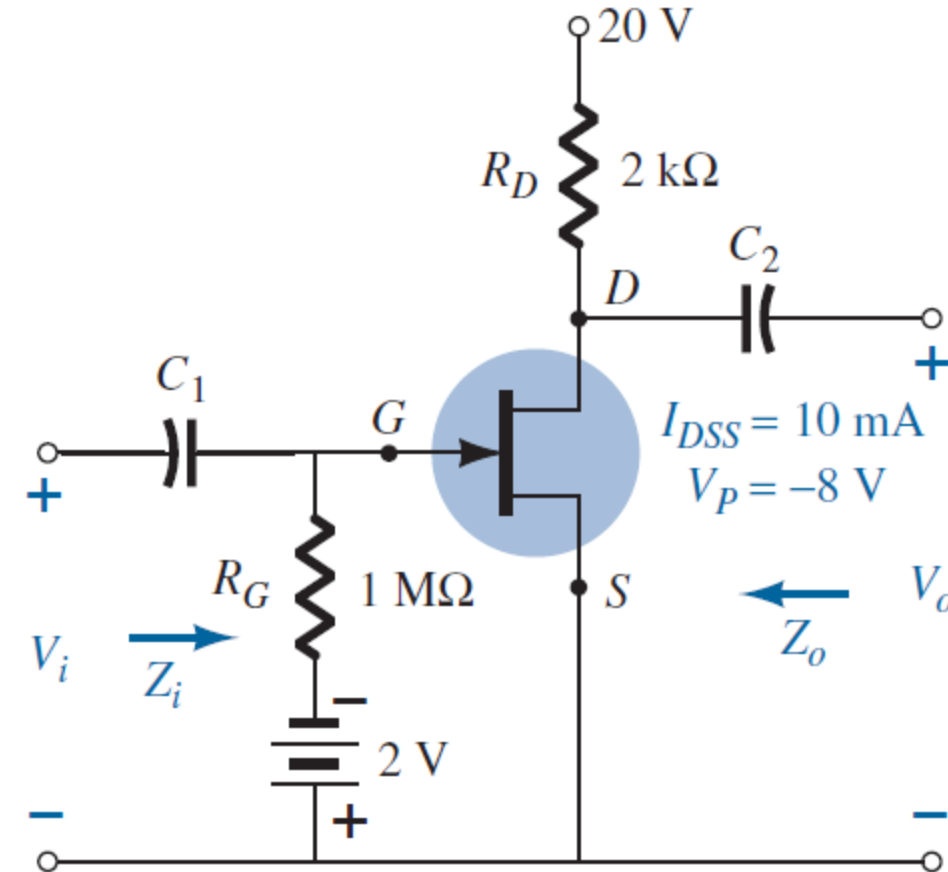 20 V
R_D 2 kΩ
C_2
D
+
C_1
G
I_DSS = 10 mA
V_P = –8 V
+
R_G 1 MΩ
S
V_o
V_i
Z_i
Z_o
–
2 V
+
–
–